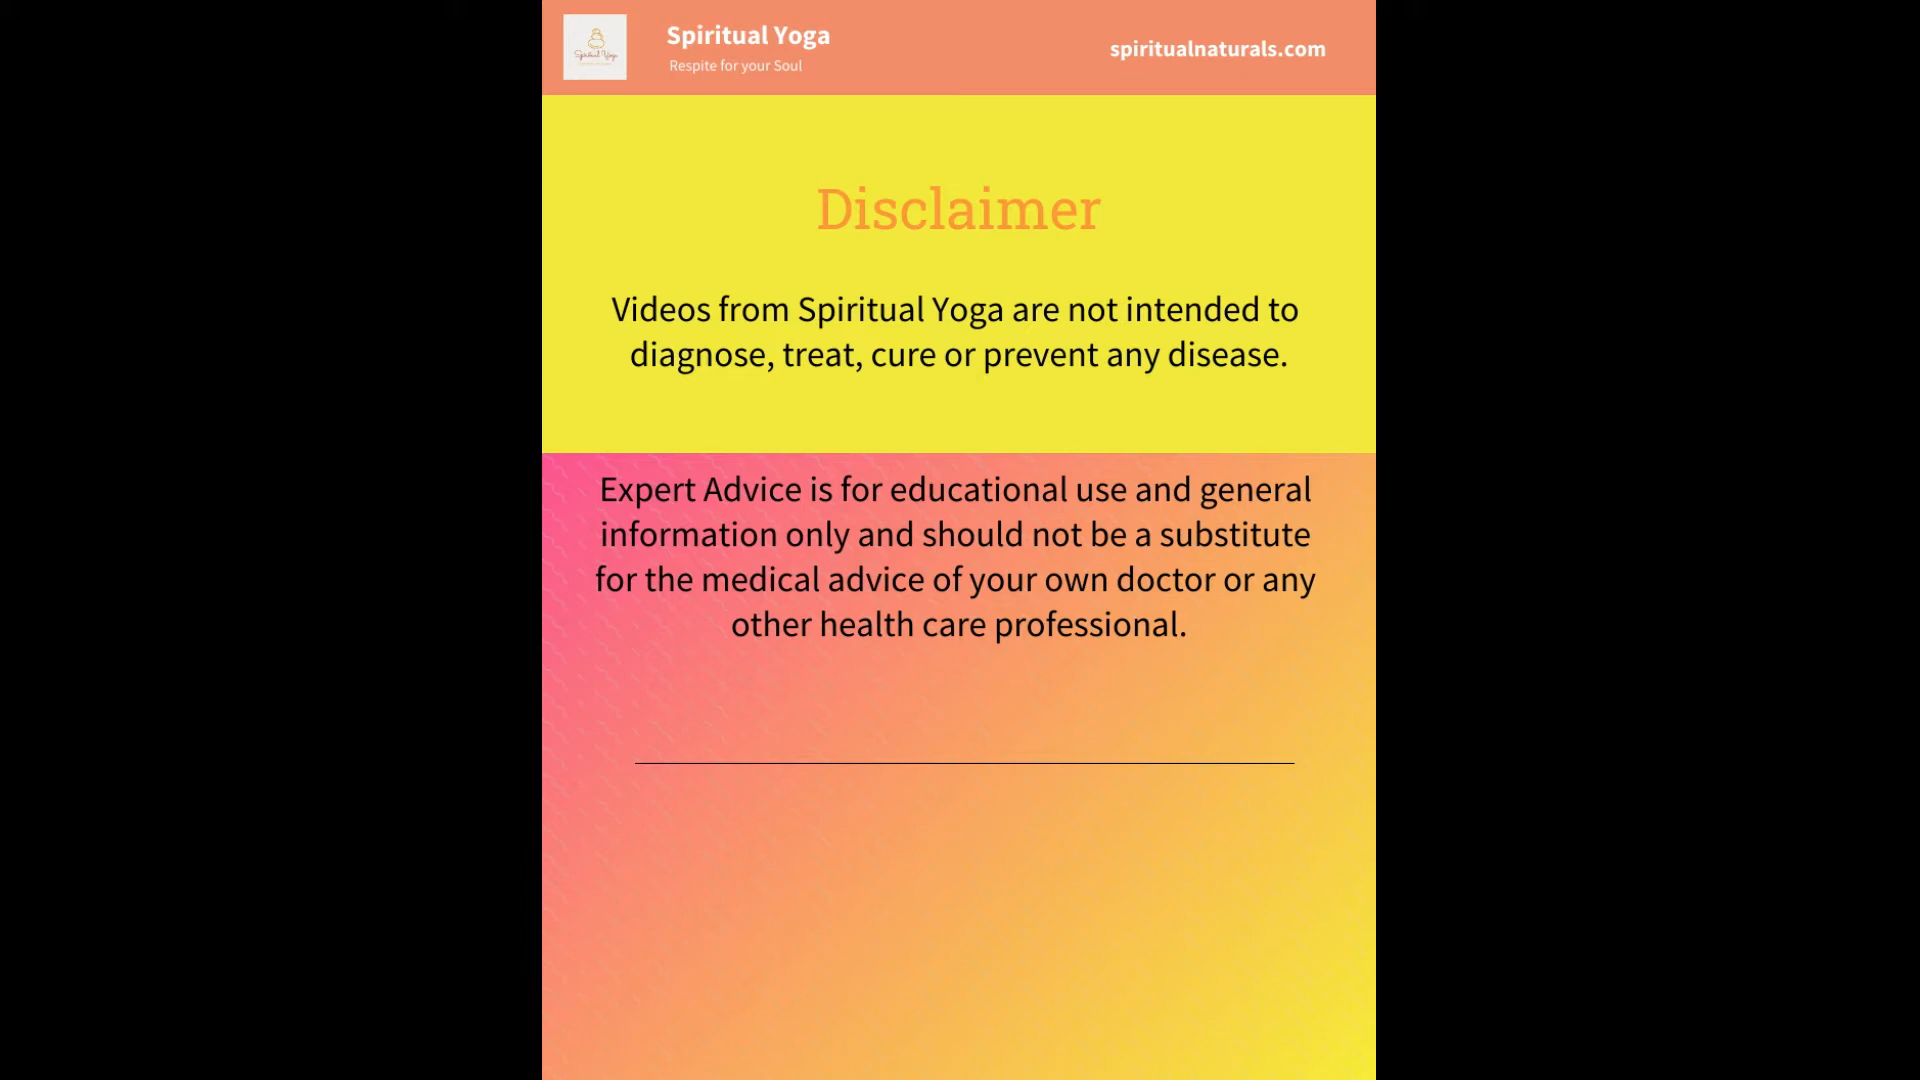 Spiritual Yoga
Spiritual Yoga
Respite for your Soul
spiritualnaturals.com
Disclaimer
Videos from Spiritual Yoga are not intended to
diagnose, treat, cure or prevent any disease.
Expert Advice is for educational use and general
information only and should not be a substitute
for the medical advice of your own doctor or any
other health care professional.